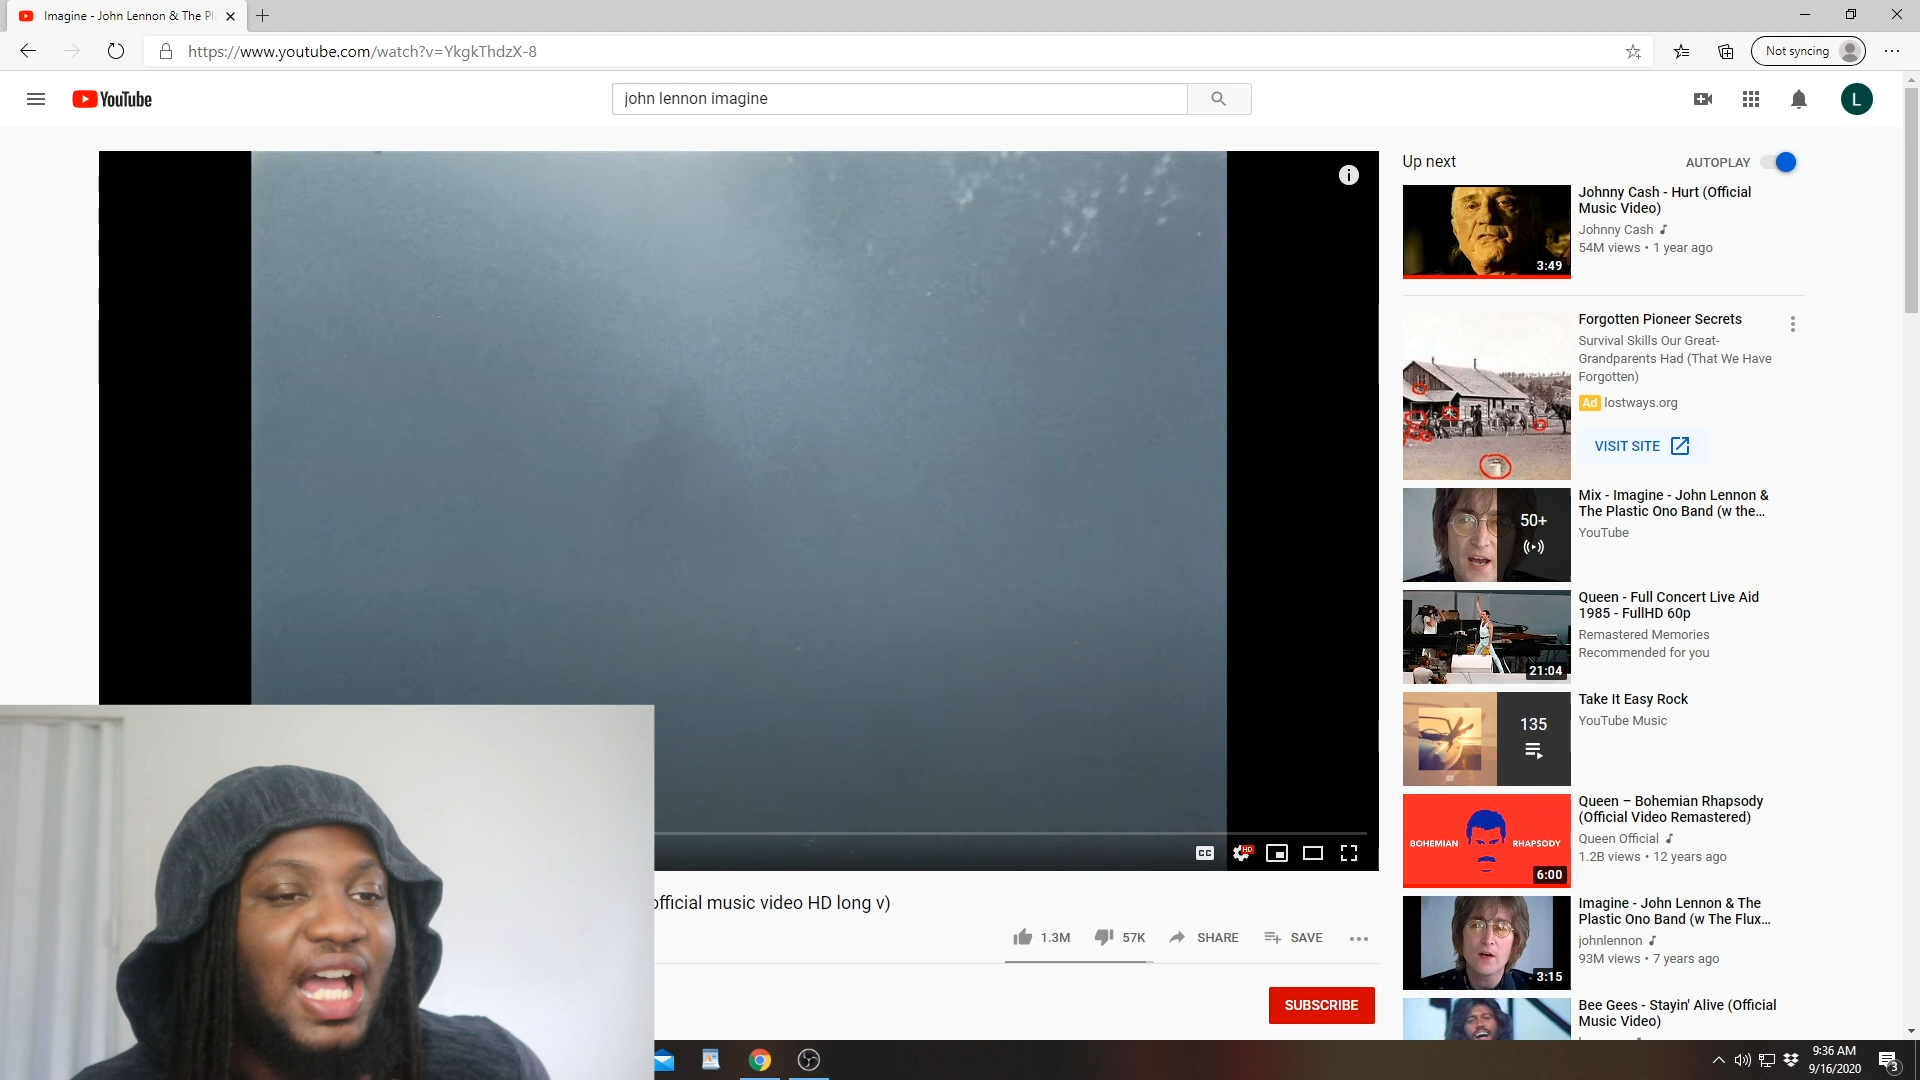 Imagine - John Lennon & The Pl
https://www.youtube.com/watch?v=YkgkThdzX-8
Not syncing
YouTube
john lennon imagine
L
Up next
AUTOPLAY
Johnny Cash - Hurt (Official
Music Video)
Johnny Cash
54M views • 1 year ago
3:49
Forgotten Pioneer Secrets
Survival Skills Our Great-
Grandparents Had (That We Have
Forgotten)
Ad lostways.org
VISIT SITE
50+
Mix - Imagine - John Lennon &
The Plastic Ono Band (w the...
YouTube
Queen - Full Concert Live Aid
1985 - FullHD 60p
Remastered Memories
Recommended for you
21:04
Take It Easy Rock
YouTube Music
135
BOHEMIAN RHAPSODY
Queen – Bohemian Rhapsody
(Official Video Remastered)
Queen Official
1.2B views • 12 years ago
6:00
Imagine - John Lennon & The
Plastic Ono Band (w The Flux...
johnlennon
93M views • 7 years ago
3:15
Bee Gees - Stayin' Alive (Official
Music Video)
CC
HD
official music video HD long v)
1.3M
57K
SHARE
SAVE
SUBSCRIBE
9:36 AM
9/16/2020
3